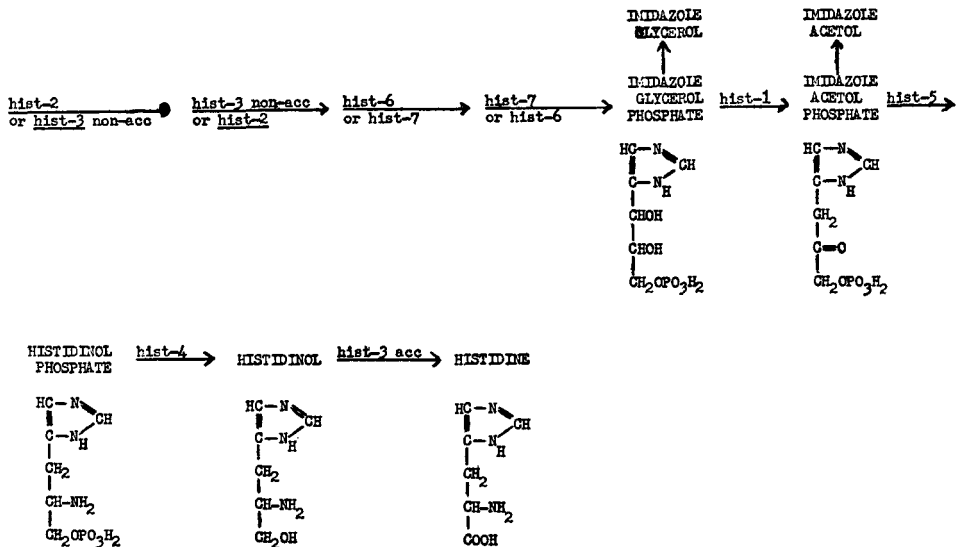 IMIDAZOLE
GLYCEROL
IMIDAZOLE
ACETOL
hist-2
or hist-3 non-acc
hist-3 non-acc
or hist-2
hist-6
or hist-7
hist-7
or hist-6
IMIDAZOLE
GLYCEROL
PHOSPHATE
hist-1
IMIDAZOLE
ACETOL
PHOSPHATE
hist-5
HC-N
CH
C-N
H
CHOH
CHOH
CH2OPO3H2
HC-N
CH
C-N
H
CH2
C=O
CH2OPO3H2
HISTIDINOL
PHOSPHATE
hist-4
HISTIDINOL
hist-3 acc
HISTIDINE
HC-N
CH
C-N
H
CH2
CH-NH2
CH2OPO3H2
HC-N
CH
C-N
H
CH2
CH-NH2
CH2OH
HC-N
CH
C-N
H
CH2
CH-NH2
COOH